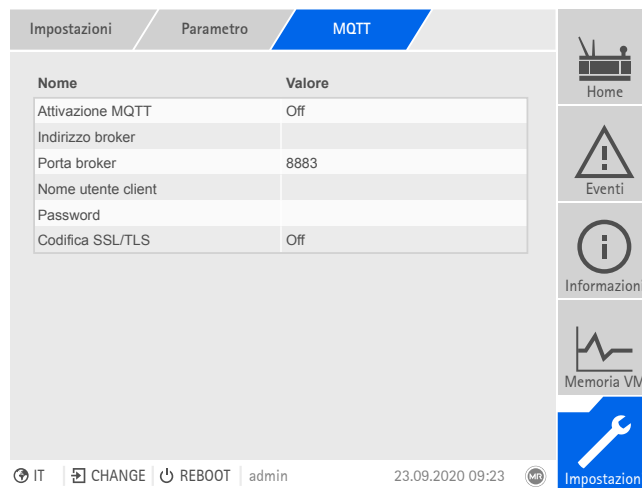 Impostazioni Parametro MQTT
Nome Valore
Attivazione MQTT Off
Indirizzo broker
Porta broker 8883
Nome utente client
Password
Codifica SSL/TLS Off
Home
Eventi
Informazion
Memoria VM
Impostazion
IT CHANGE REBOOT admin 23.09.2020 09:23 MR